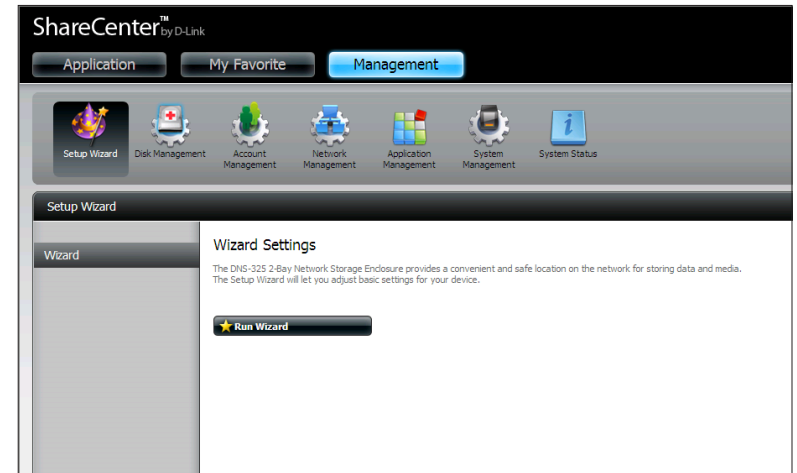 ShareCenter™ by D-Link
Application My Favorite Management
Setup Wizard Disk Management Account Management Network Management Application Management System Management System Status
Setup Wizard
Wizard
Wizard Settings
The DNS-325 2-Bay Network Storage Enclosure provides a convenient and safe location on the network for storing data and media.
The Setup Wizard will let you adjust basic settings for your device.
Run Wizard